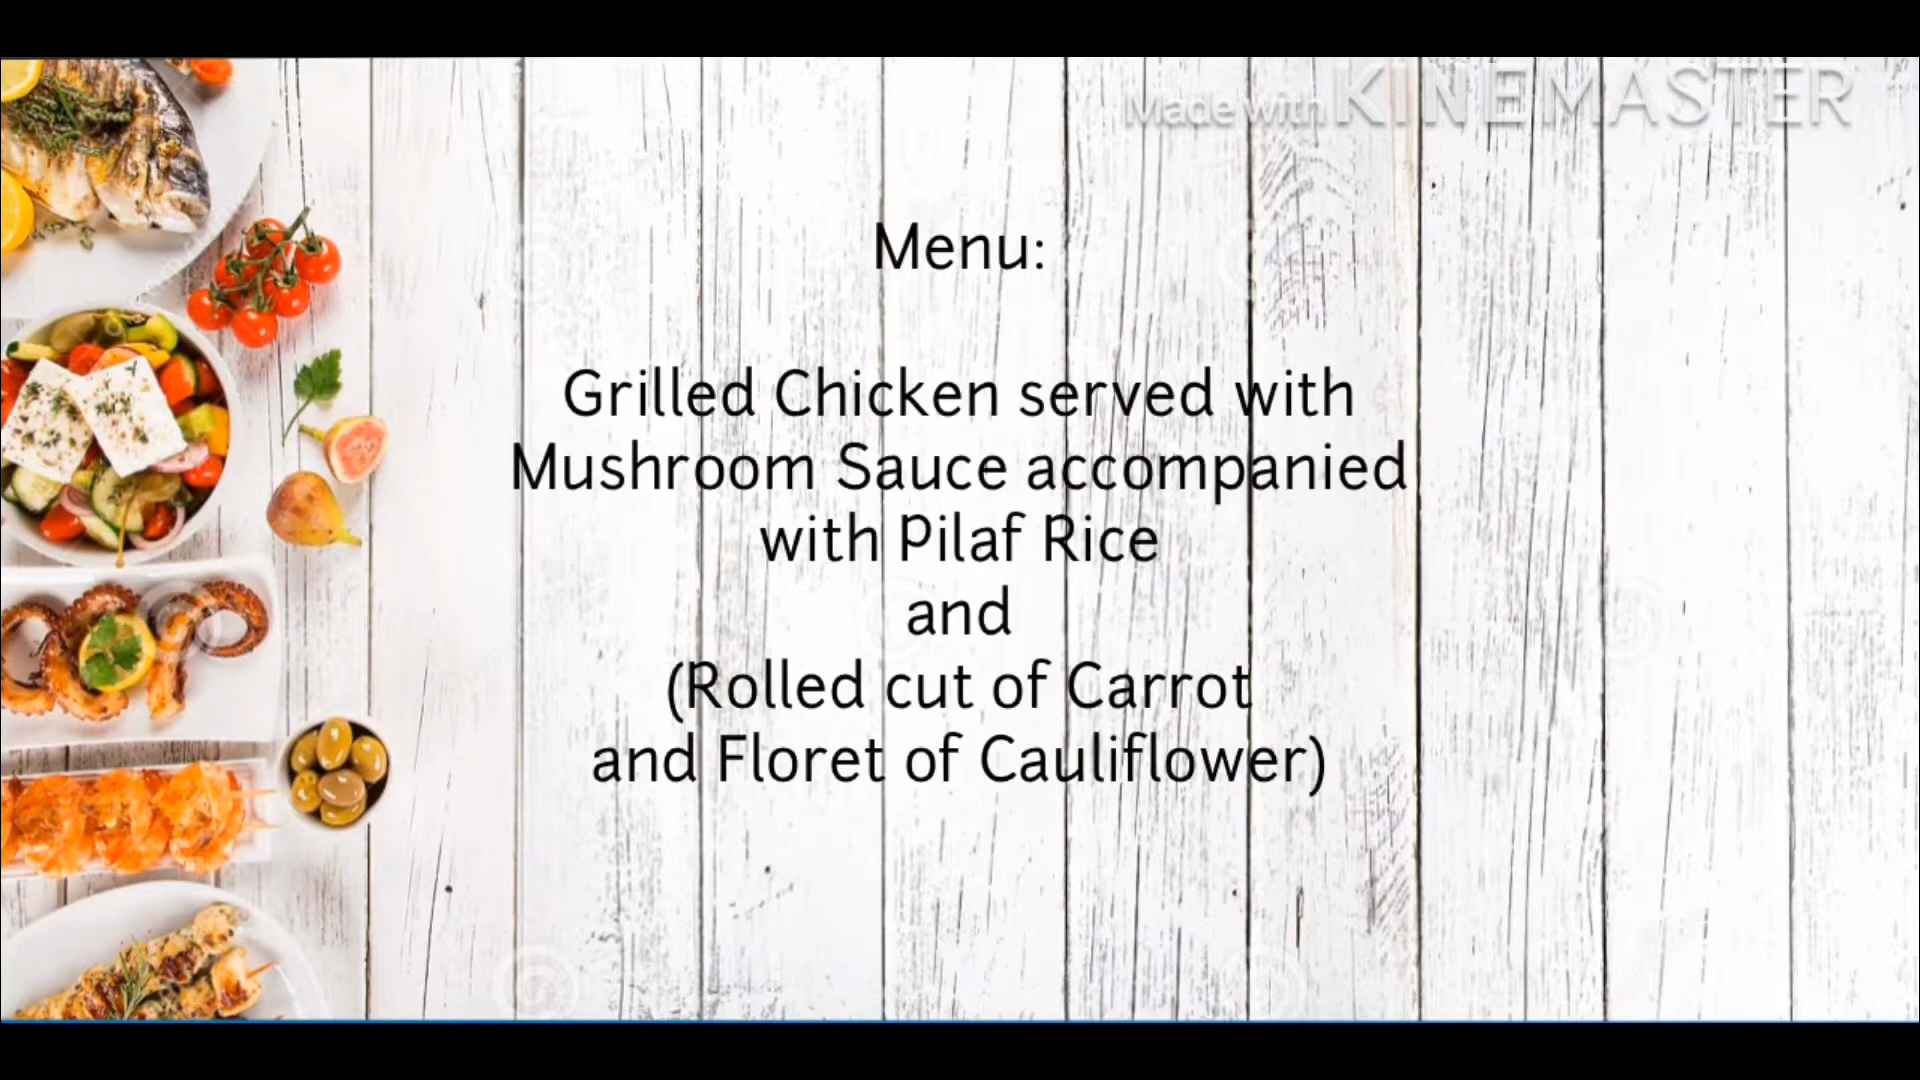 Made with KINEMASTER
Menu:
Grilled Chicken served with
Mushroom Sauce accompanied
with Pilaf Rice
and
(Rolled cut of Carrot
and Floret of Cauliflower)